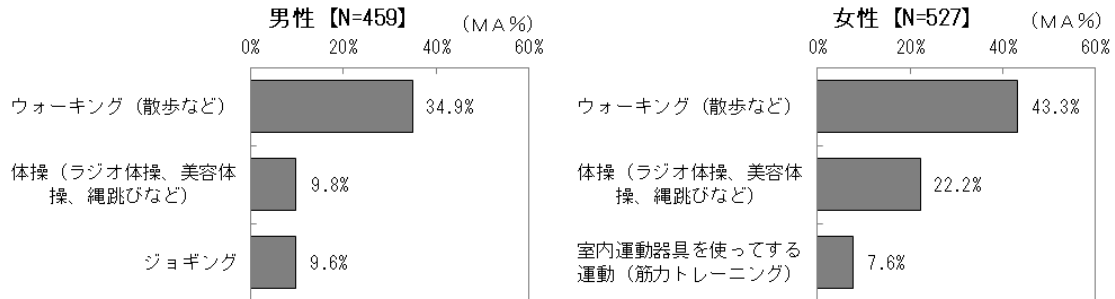 男性【N=459】
(MA%)
0% 20% 40% 60%
ウォーキング（散歩など）
34.9%
体操（ラジオ体操、美容体
操、縄跳びなど）
9.8%
ジョギング
9.6%
女性【N=527】
(MA%)
0% 20% 40% 60%
ウォーキング（散歩など）
43.3%
体操（ラジオ体操、美容体
操、縄跳びなど）
22.2%
室内運動器具を使ってする
運動（筋力トレーニング）
7.6%